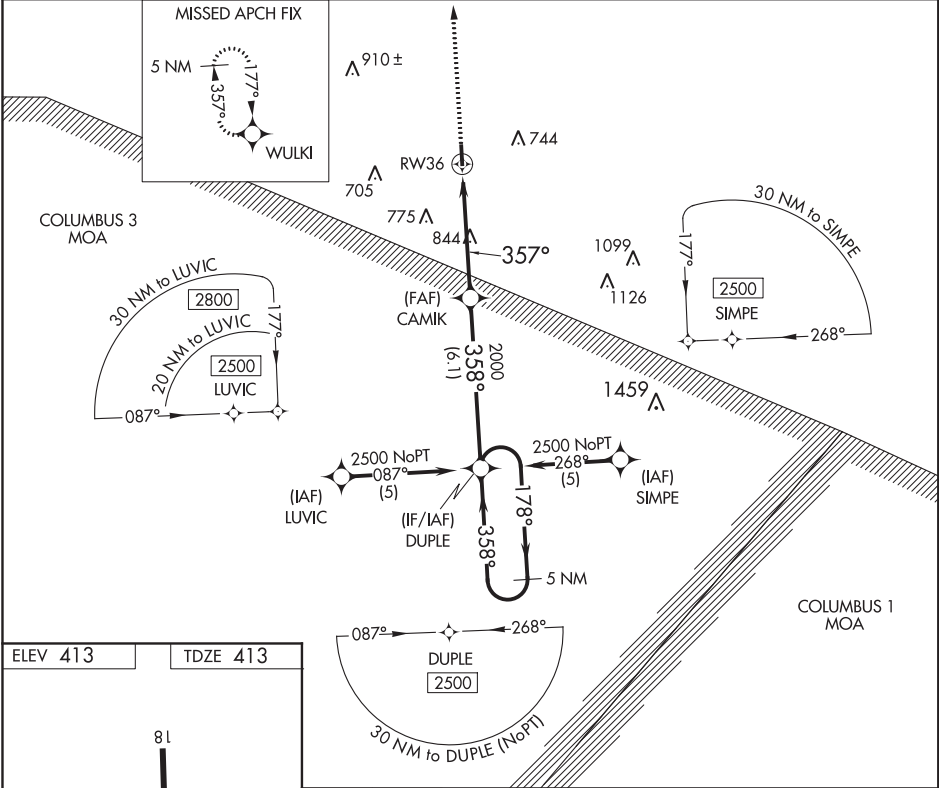 MISSED APCH FIX
5 NM
177°
357°
WULKI
910 ±
744
RW36
705
775
844
357°
COLUMBUS 3
MOA
30 NM to LUVIC
2800
177°
20 NM to LUVIC
2500
LUVIC
087°
(FAF)
CAMIK
1099
1126
30 NM to SIMPE
177°
2500
SIMPE
268°
2000
358°
(6.1)
1459
2500 NoPT
087°
(5)
(IAF)
LUVIC
2500 NoPT
268°
(5)
(IAF)
SIMPE
(IF/IAF)
DUPLE
178°
358°
5 NM
COLUMBUS 1
MOA
087°
268°
DUPLE
2500
30 NM to DUPLE (NoPT)
ELEV 413
TDZE 413
18